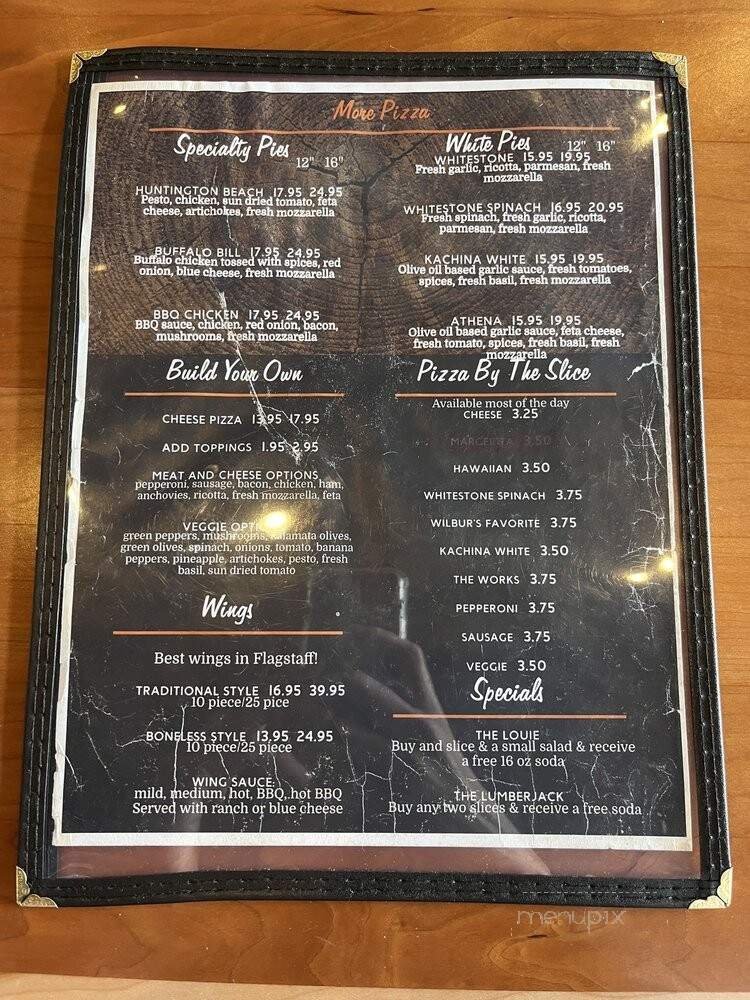 More Pizza
Specialty Pies
12" 16"
HUNTINGTON BEACH 17.95 24.95
Pesto, chicken, sun dried tomato, feta
cheese, artichokes, fresh mozzarella
BUFFALO BILL 17.95 24.95
Buffalo chicken tossed with spices, red
onion, blue cheese, fresh mozzarella
BBQ CHICKEN 17.95 24.95
BBQ sauce, chicken, red onion, bacon,
mushrooms, fresh mozzarella
Build Your Own
CHEESE PIZZA 13.95 17.95
ADD TOPPINGS 1.95 2.95
MEAT AND CHEESE OPTIONS
pepperoni, sausage, bacon, chicken, ham,
anchovies, ricotta, fresh mozzarella, feta
VEGGIE
green peppers, mushrooms, kalamata olives,
green olives, spinach, onions, tomato, banana
peppers, pineapple, artichokes, pesto, fresh
basil, sun dried tomato
Wings
Best wings in Flagstaff!
TRADITIONAL STYLE 16.95 39.95
10 piece/25 pice
BONELESS STYLE 13.95 24.95
10 piece/25 piece
WING SAUCE:
mild, medium, hot, BBQ, hot BBQ
Served with ranch or blue cheese
White Pies
12" 16"
WHITESTONE 15.95 19.95
Fresh garlic, ricotta, parmesan, fresh
mozzarella
WHITESTONE SPINACH 16.95 20.95
Fresh spinach, fresh garlic, ricotta,
parmesan, fresh mozzarella
KACHINA WHITE 15.95 19.95
Olive oil based garlic sauce, fresh tomatoes,
spices, fresh basil, fresh mozzarella
ATHENA 15.95 19.95
Olive oil based garlic sauce, feta cheese,
fresh tomato, spices, fresh basil, fresh
mozzarella
Pizza By The Slice
Available most of the day
CHEESE 3.25
3.50
HAWAIIAN 3.50
WHITESTONE SPINACH 3.75
WILBUR'S FAVORITE 3.75
KACHINA WHITE 3.50
THE WORKS 3.75
PEPPERONI 3.75
SAUSAGE 3.75
VEGGIE 3.50
Specials
THE LOUIE
Buy and slice & a small salad & receive
a free 16 oz soda
THE LUMBERJACK
Buy any two slices & receive a free soda
menupix